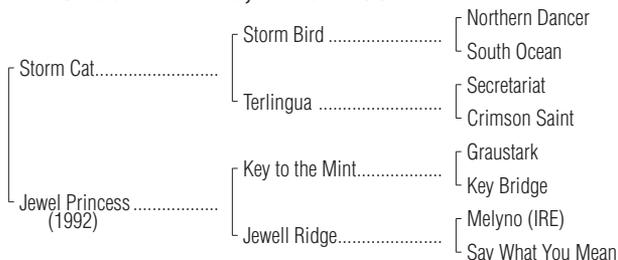 Northern Dancer
Storm Bird
South Ocean
Storm Cat
Secretariat
Terlingua
Crimson Saint
Graustark
Key to the Mint
Key Bridge
Jewel Princess
(1992)
Melyno (IRE)
Jewell Ridge
Say What You Mean